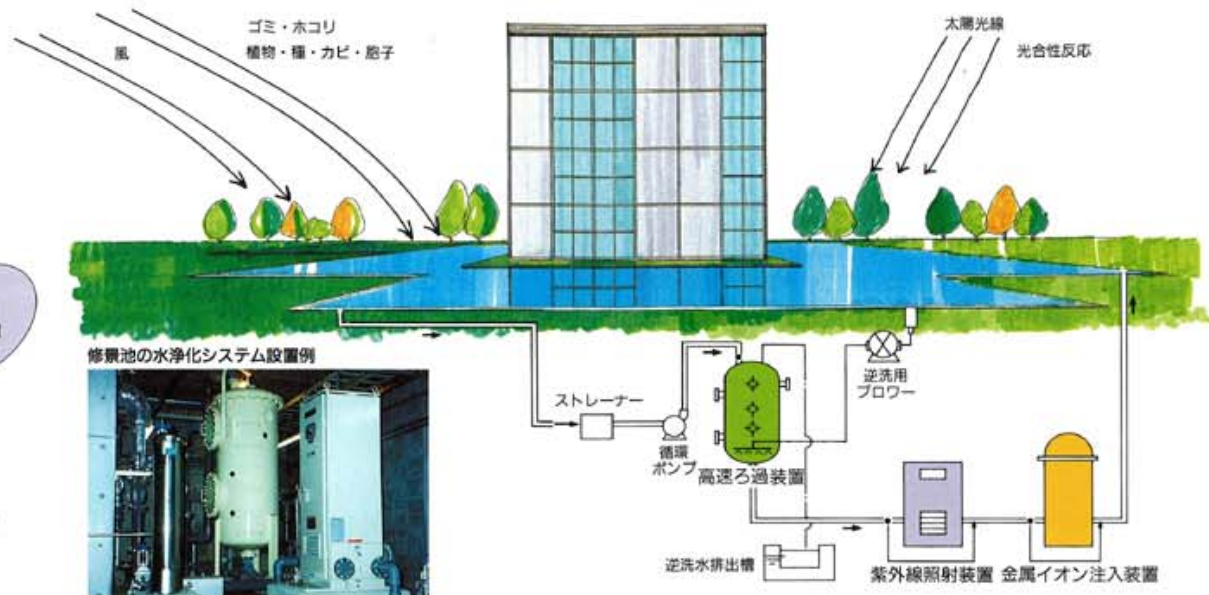 ゴミ・ホコリ
風
植物・種・カビ・胞子
太陽光線
光合性反応
修景池の水浄化システム設置例
ストレーナー
循環
ポンプ
高速ろ過装置
逆洗用
ブロワー
逆洗水排出槽
紫外線照射装置
金属イオン注入装置